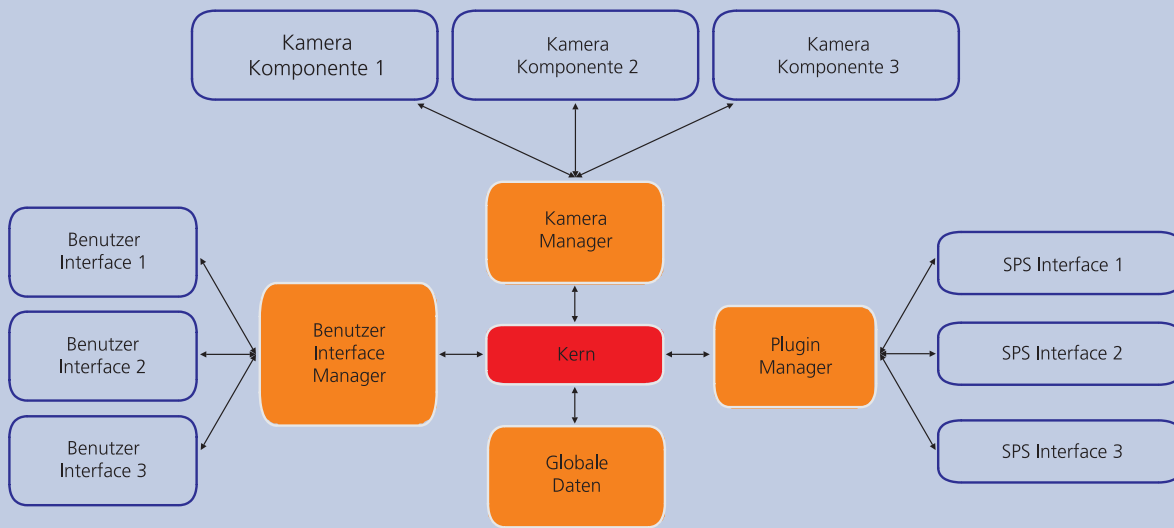 Kamera
Komponente 1
Kamera
Komponente 2
Kamera
Komponente 3
Kamera
Manager
Benutzer
Interface 1
Benutzer
Interface 2
Benutzer
Interface 3
Benutzer
Interface
Manager
Kern
Plugin
Manager
SPS Interface 1
SPS Interface 2
SPS Interface 3
Globale
Daten